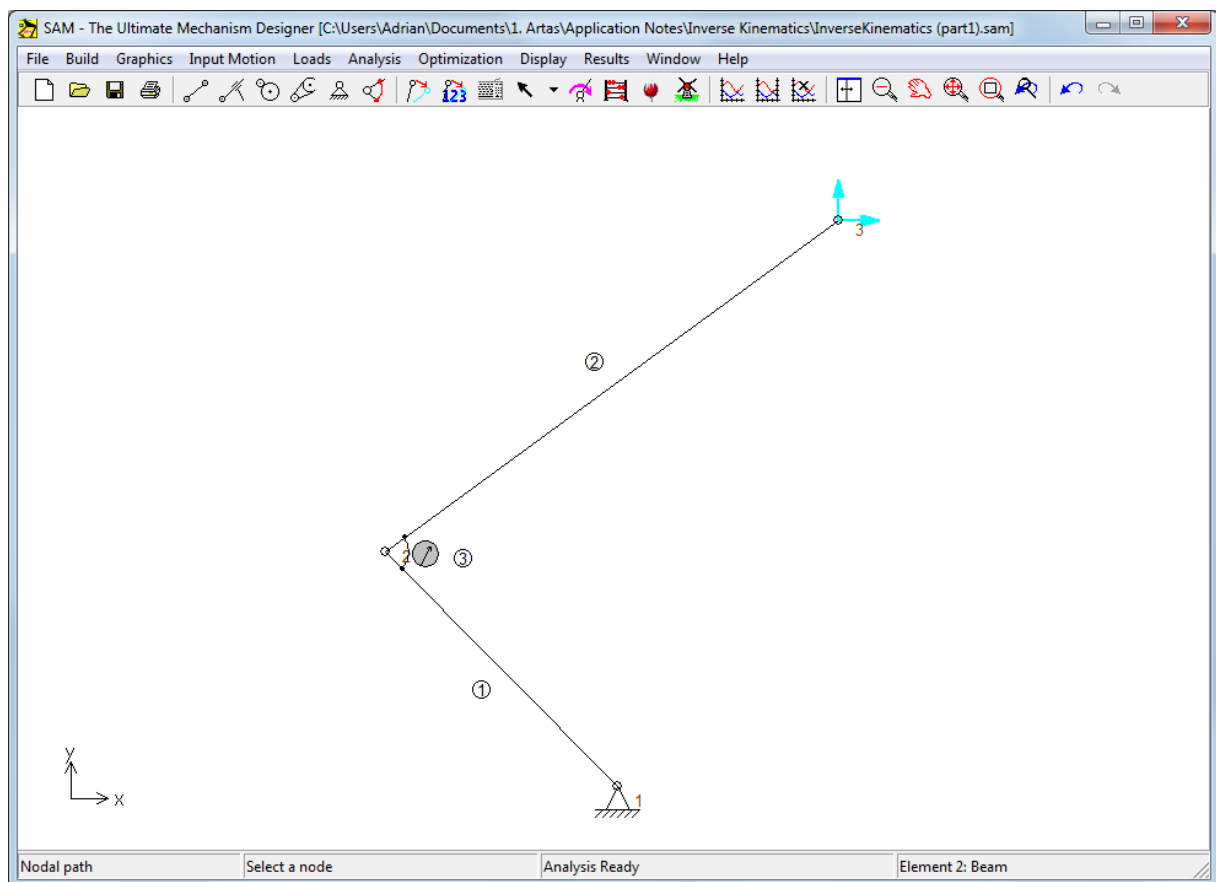 SAM - The Ultimate Mechanism Designer [C:\Users\Adrian\Documents\1. Artas\Application Notes\Inverse Kinematics\InverseKinematics (part1).sam]
File Build Graphics Input Motion Loads Analysis Optimization Display Results Window Help
123
3
2
2
3
1
y
x
1
Nodal path Select a node Analysis Ready Element 2: Beam